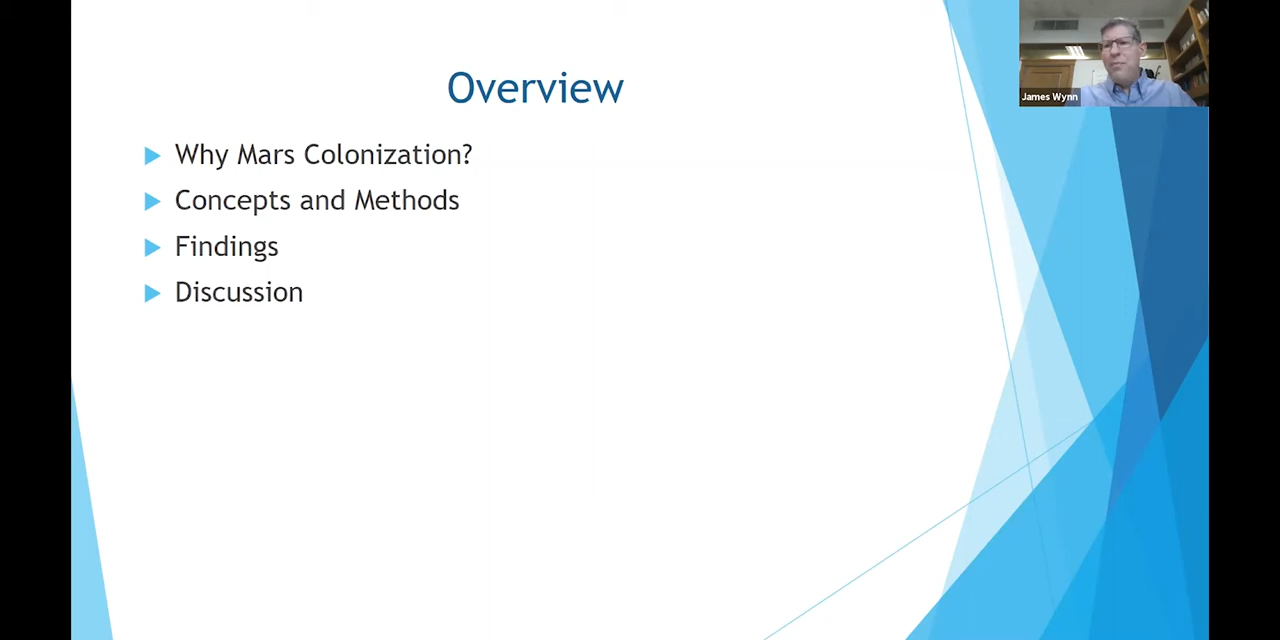 Overview
Why Mars Colonization?
Concepts and Methods
Findings
Discussion
James Wynn